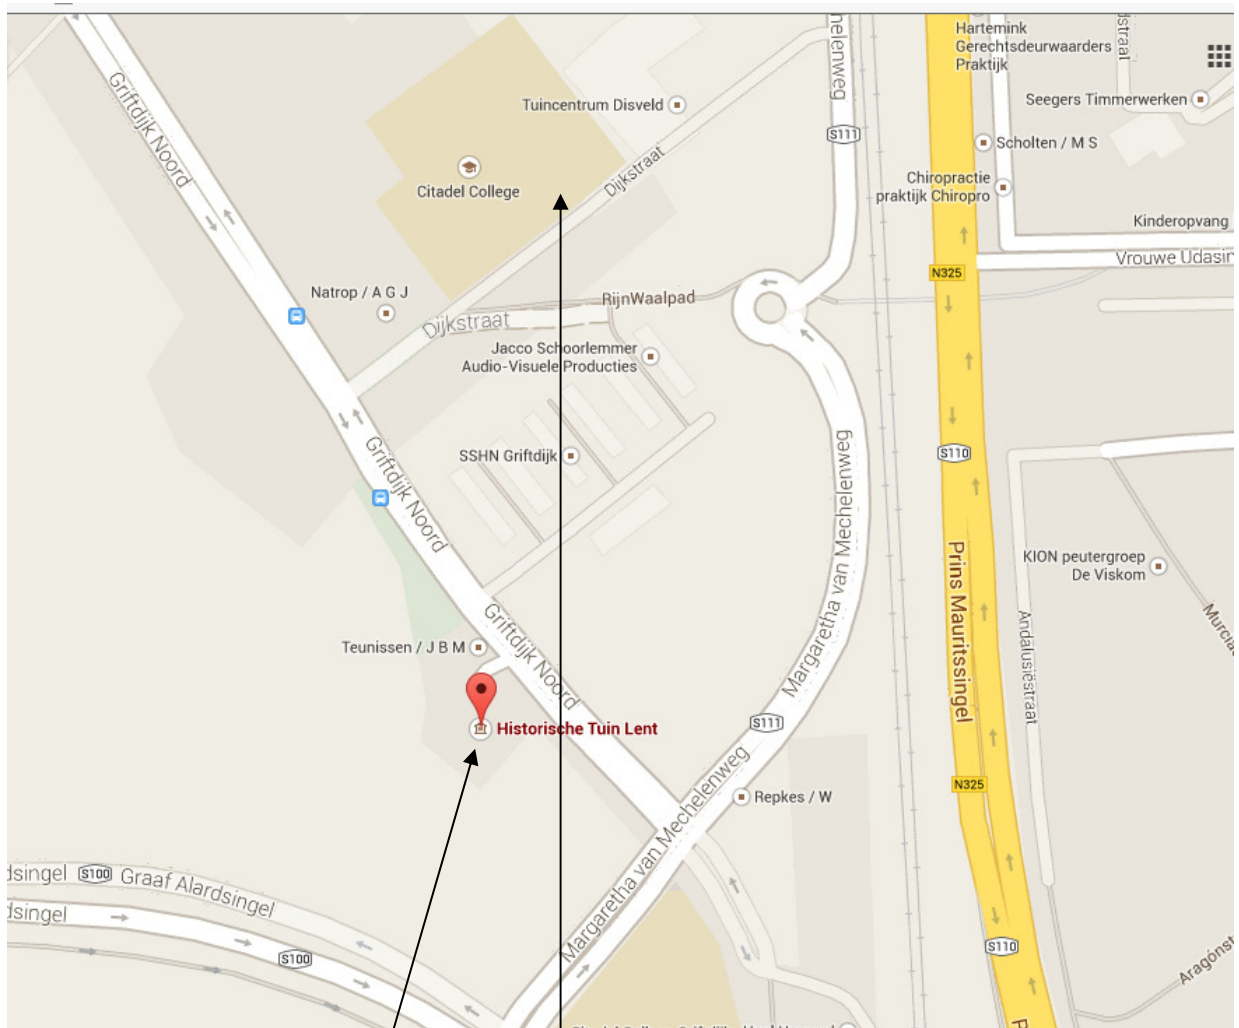 Hartemink
Gerechtsdeurwaarders
Praktijk
Griftdijk Noord
Tuincentrum Disveld
Seegers Timmerwerken
S111
Scholten / M S
Citadel College
Dijkstraat
Chiropractie
praktijk Chiropro
Kinderopvang
Vrouwe Udasin
N325
Natrop / A G J
RijnWaalpad
Dijkstraat
Jacco Schoorlemmer
Audio-Visuele Producties
SSHN Griftdijk
Griftdijk Noord
S110
Margaretha van Mechelenweg
KION peutergroep
De Viskom
Prins Mauritssingel
Andalusiëstraat
Griftdijk Noord
Teunissen / J B M
Historische Tuin Lent
S111
N325
Repkes / W
Margaretha van Mechelenweg
dsingel S100 Graaf Alardsingel
dsingel
S100
S110